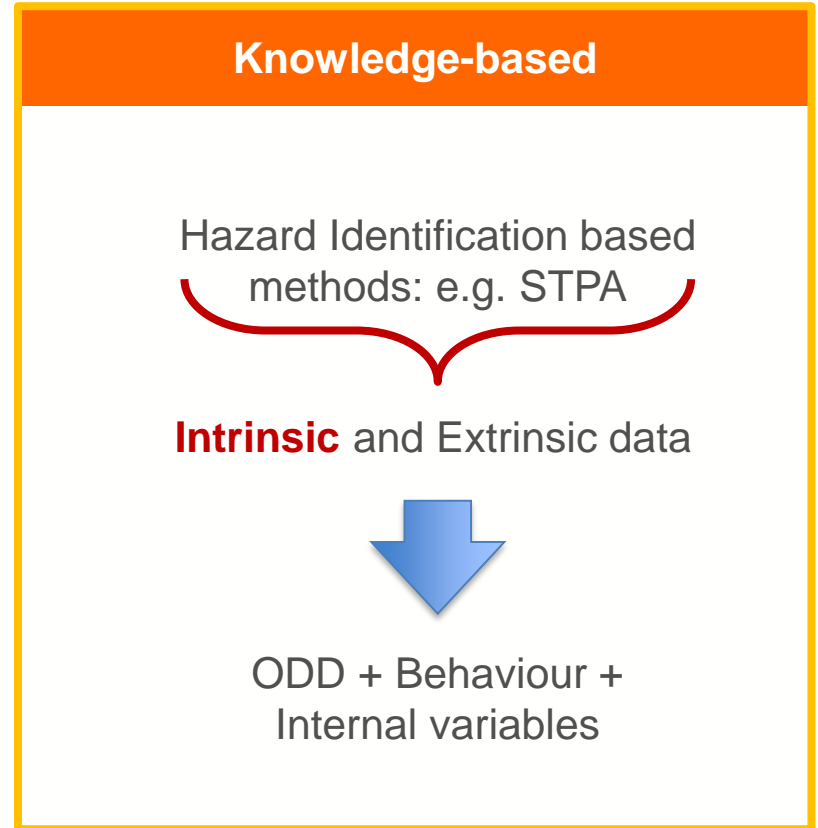 Knowledge-based
Hazard Identification based
methods: e.g. STPA
Intrinsic and Extrinsic data
ODD + Behaviour +
Internal variables